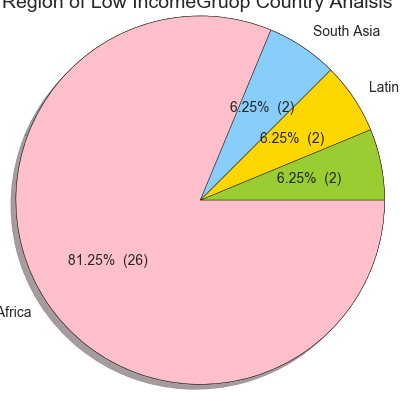 Region of Low IncomeGruop Country Analsis
South Asia
Latin
6.25% (2)
6.25% (2)
6.25% (2)
81.25% (26)
Africa